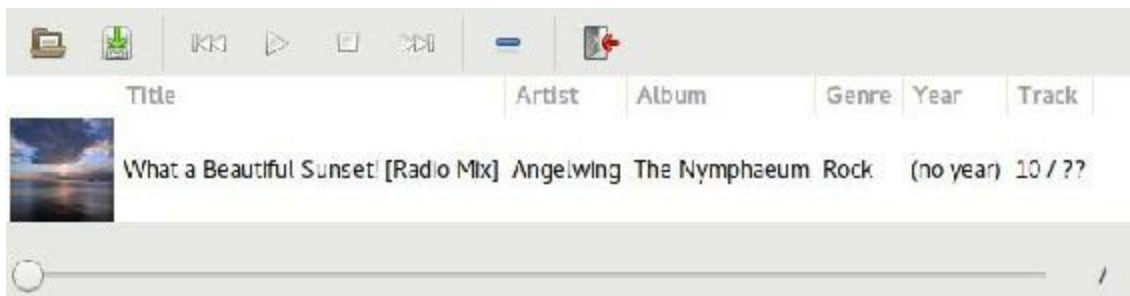 Title Artist Album Genre Year Track
What a Beautiful Sunset! [Radio Mix] Angelwing The Nymphaeum Rock (no year) 10 / ??
/